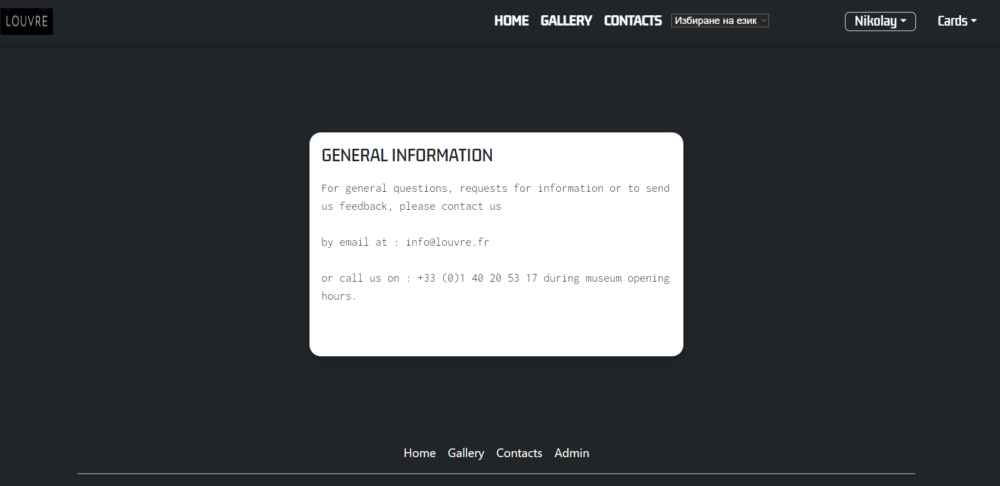 LOUVRE
HOME GALLERY CONTACTS Избиране на език Nikolay Cards
GENERAL INFORMATION
For general questions, requests for information or to send
us feedback, please contact us
by email at : info@louvre.fr
or call us on : +33 (0)1 40 20 53 17 during museum opening
hours.
Home Gallery Contacts Admin